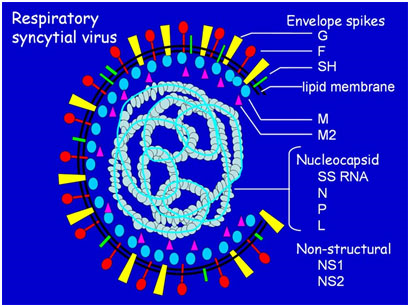 Respiratory
syncytial virus
Envelope spikes
G
F
SH
lipid membrane
M
M2
Nucleocapsid
SS RNA
N
P
L
Non-structural
NS1
NS2